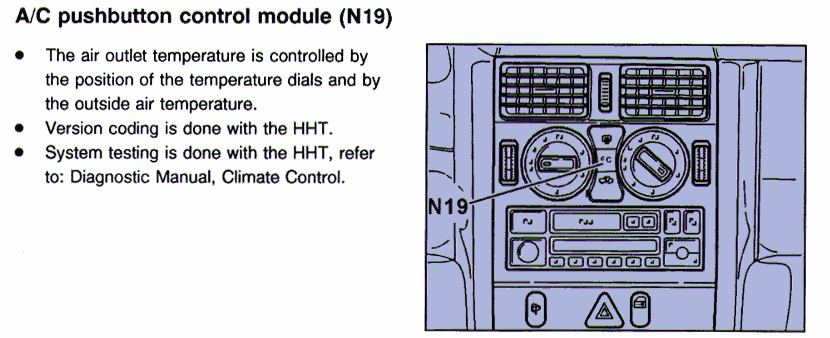 A/C pushbutton control module (N19)
● The air outlet temperature is controlled by
the position of the temperature dials and by
the outside air temperature.
● Version coding is done with the HHT.
● System testing is done with the HHT, refer
to: Diagnostic Manual, Climate Control.
N19